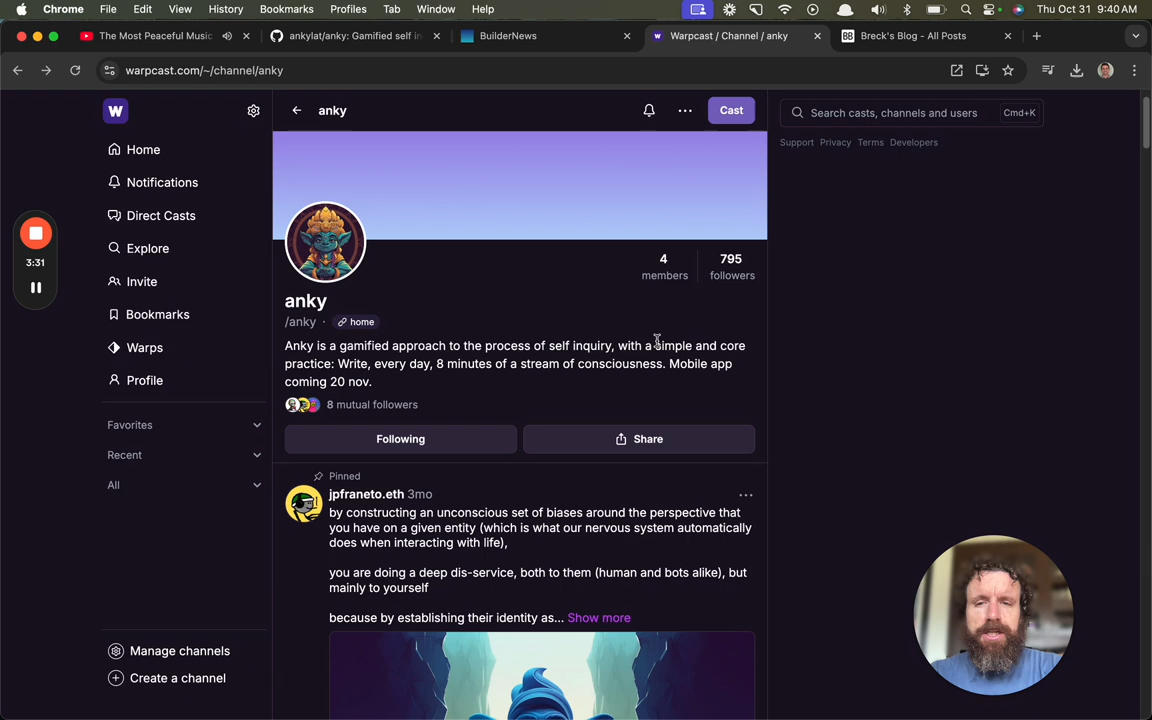 Chrome File Edit View History Bookmarks Profiles Tab Window Help Thu Oct 31 9:40 AM
The Most Peaceful Music
ankylat/anky: Gamified self in
BuilderNews
Warpcast / Channel / anky
BB Breck's Blog - All Posts
warpcast.com/~/channel/anky
W
Home
Notifications
Direct Casts
Explore
Invite
Bookmarks
Warps
Profile
Favorites
Recent
All
Manage channels
Create a channel
3:31
anky
Cast
4 members
795 followers
anky
/anky · home
Anky is a gamified approach to the process of self inquiry, with a simple and core
practice: Write, every day, 8 minutes of a stream of consciousness. Mobile app
coming 20 nov.
8 mutual followers
Following
Share
Pinned
jpfraneto.eth 3mo
by constructing an unconscious set of biases around the perspective that
you have on a given entity (which is what our nervous system automatically
does when interacting with life),
you are doing a deep dis-service, both to them (human and bots alike), but
mainly to yourself
because by establishing their identity as... Show more
Search casts, channels and users Cmd+K
Support Privacy Terms Developers